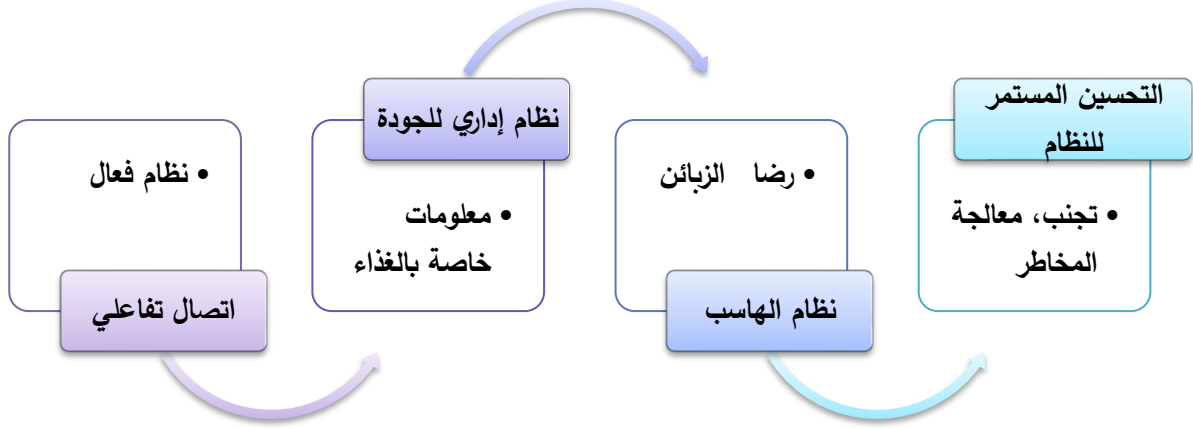 نظام فعال
اتصال تفاعلي
نظام إداري للجودة
معلومات
خاصة بالغذاء
رضا الزبائن
نظام الهاسب
التحسين المستمر
للنظام
تجنب، معالجة
المخاطر